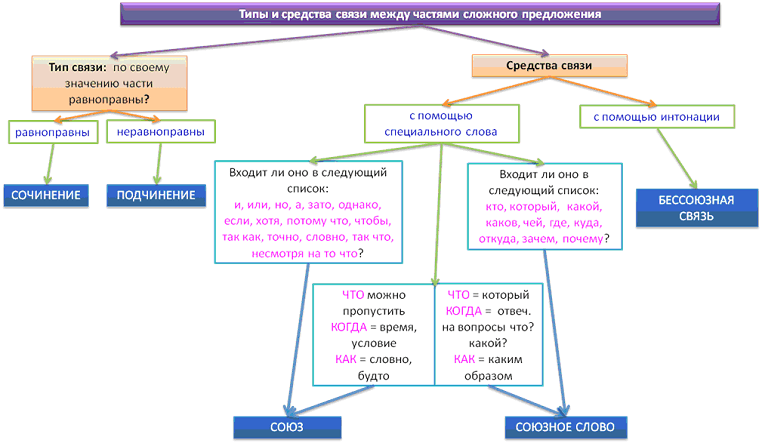 Типы и средства связи между частями сложного предложения
Тип связи: по своему
значению части
равноправны?
Средства связи
равноправны
неравноправны
с помощью
специального слова
с помощью интонации
СОЧИНЕНИЕ
ПОДЧИНЕНИЕ
Входит ли оно в следующий
список:
и, или, но, а, зато, однако,
если, хотя, потому что, чтобы,
так как, точно, словно, так что,
несмотря на то что?
Входит ли оно в
следующий список:
кто, который, какой,
каков, чей, где, куда,
откуда, зачем, почему?
БЕССОЮЗНАЯ
СВЯЗЬ
ЧТО можно
пропустить
КОГДА = время,
условие
КАК = словно,
будто
ЧТО = который
КОГДА = отвеч.
на вопросы что?
какой?
КАК = каким
образом
СОЮЗ
СОЮЗНОЕ СЛОВО